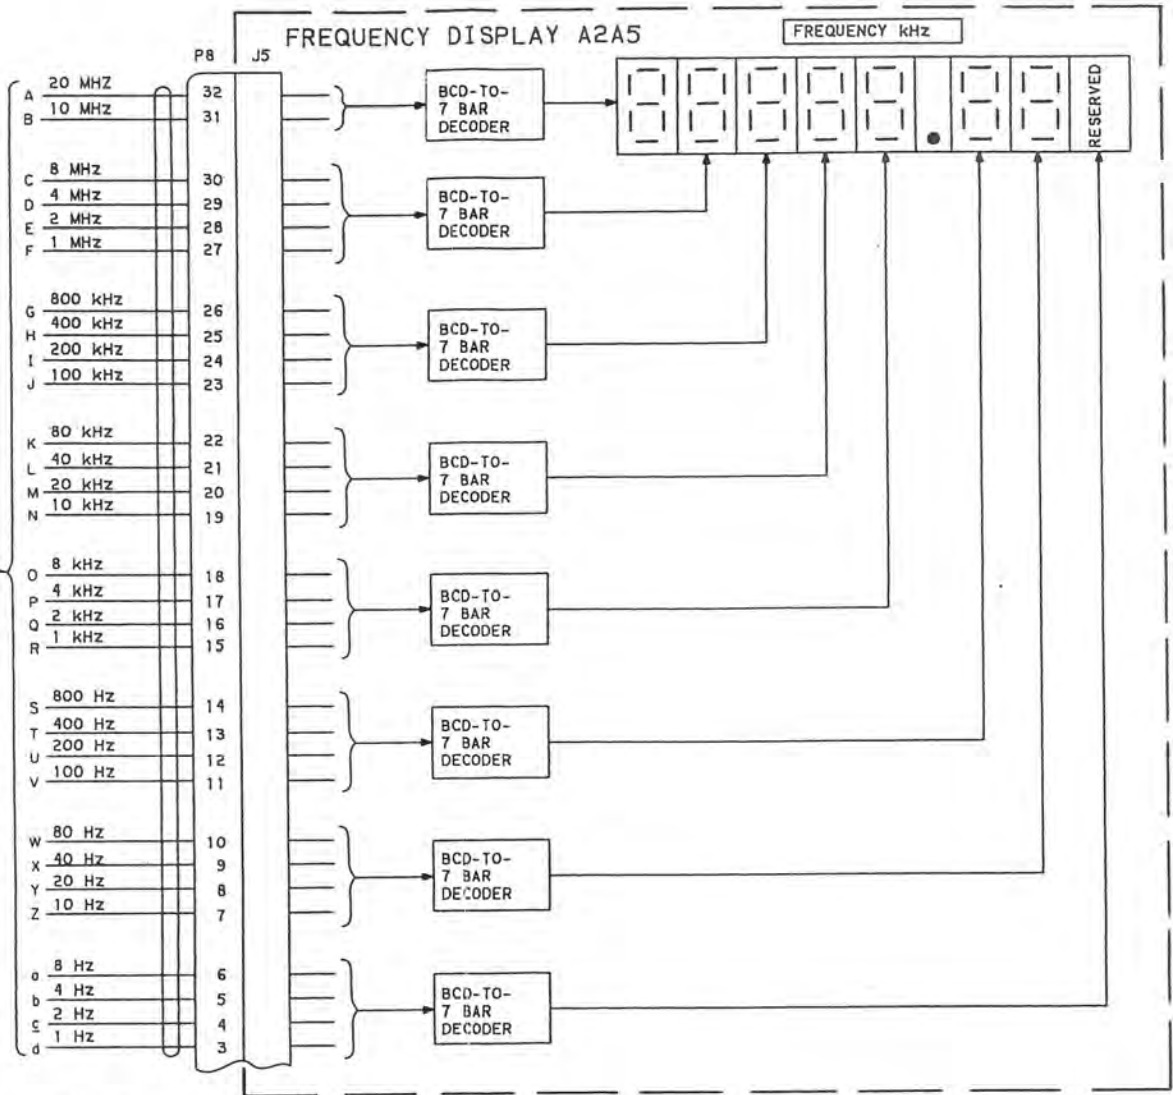 FREQUENCY DISPLAY A2A5
FREQUENCY kHz
P8 J5
A 20 MHZ 32
B 10 MHz 31
BCD-TO-
7 BAR
DECODER
RESERVED
C 8 MHz 30
D 4 MHz 29
E 2 MHz 28
F 1 MHz 27
BCD-TO-
7 BAR
DECODER
G 800 kHz 26
H 400 kHz 25
I 200 kHz 24
J 100 kHz 23
BCD-TO-
7 BAR
DECODER
K 80 kHz 22
L 40 kHz 21
M 20 kHz 20
N 10 kHz 19
BCD-TO-
7 BAR
DECODER
O 8 kHz 18
P 4 kHz 17
Q 2 kHz 16
R 1 kHz 15
BCD-TO-
7 BAR
DECODER
S 800 Hz 14
T 400 Hz 13
U 200 Hz 12
V 100 Hz 11
BCD-TO-
7 BAR
DECODER
W 80 Hz 10
X 40 Hz 9
Y 20 Hz 8
Z 10 Hz 7
BCD-TO-
7 BAR
DECODER
a 8 Hz 6
b 4 Hz 5
c 2 Hz 4
d 1 Hz 3
BCD-TO-
7 BAR
DECODER